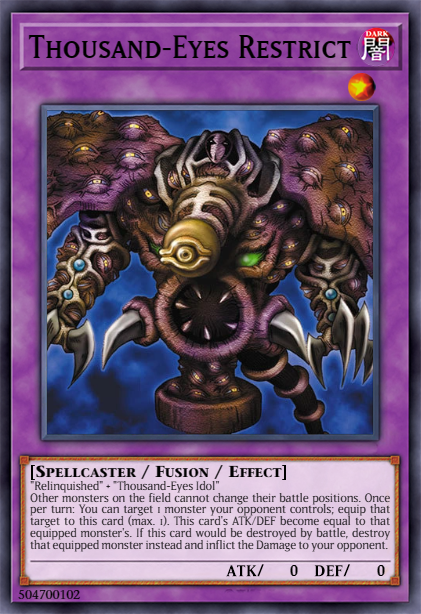 THOUSAND-EYES RESTRICT
DARK
闇
[SPELLCASTER / FUSION / EFFECT]
"Relinquished" + "Thousand-Eyes Idol"
Other monsters on the field cannot change their battle positions. Once
per turn: You can target 1 monster your opponent controls; equip that
target to this card (max. 1). This card's ATK/DEF become equal to that
equipped monster's. If this card would be destroyed by battle, destroy
that equipped monster instead and inflict the Damage to your opponent.
ATK/ 0 DEF/ 0
504700102